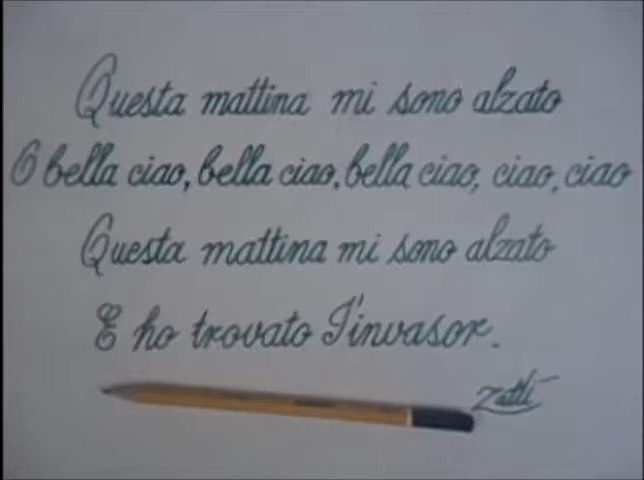 Questa mattina mi sono alzato
O bella ciao, bella ciao, bella ciao, ciao, ciao
Questa mattina mi sono alzato
E ho trovato l'invasor.